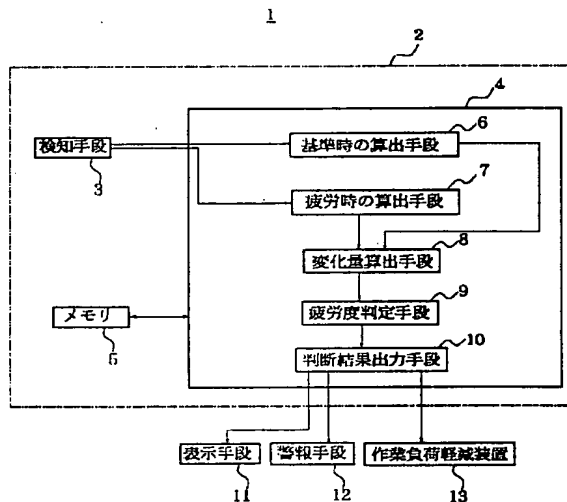 1
2
4
6
検知手段
3
基準時の算出手段
7
疲労時の算出手段
8
変化量算出手段
9
疲労度判定手段
メモリ
5
10
判断結果出力手段
表示手段
11
警報手段
12
作業負荷軽減装置
13